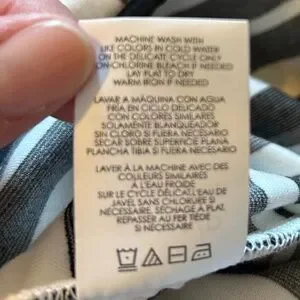 MACHINE WASH WITH
LIKE COLORS IN COLD WATER
ON THE DELICATE CYCLE ONLY
NON-CHLORINE BLEACH IF NEEDED
LAY FLAT TO DRY
WARM IRON IF NEEDED
LAVAR A MÁQUINA CON AGUA
FRIA EN CICLO DELICADO
CON COLORES SIMILARES
SOLAMENTE BLANQUEADOR
SIN CLORO SI FUERA NECESARIO
SECAR SOBRE SUPERFICIE PLANA
PLANCHA TIBIA SI FUERA NECESARIO
LAVER À LA MACHINE AVEC DES
COULEURS SIMILAIRES
À L'EAU FROIDE
SUR LE CYCLE DÉLICAT.EAU DE
JAVEL SANS CHLORURE SI
NÉCESSAIRE. SÉCHAGE À PLAT.
REPASSER AU FER TIÈDE
SI NÉCESSAIRE